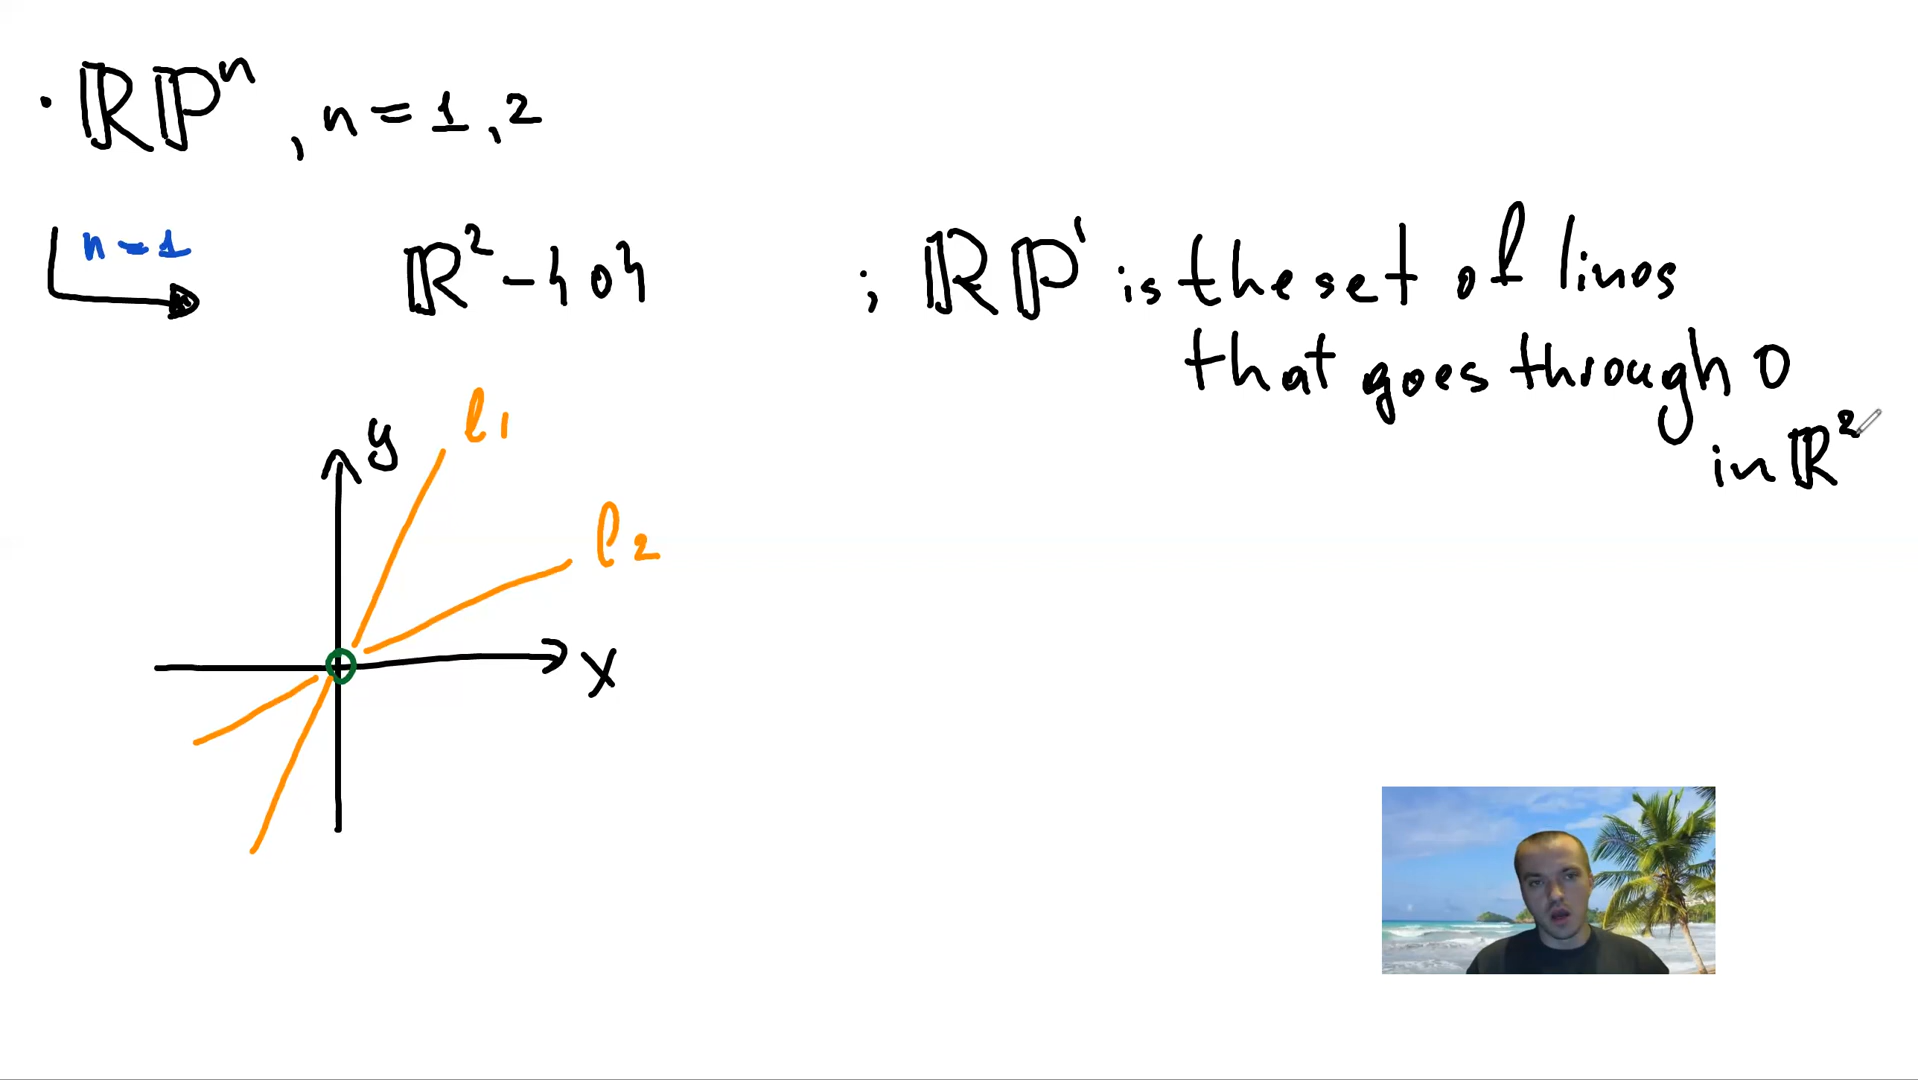 · ℝℙⁿ, n = 1, 2
n = 1
ℝ² - {0} ; ℝℙ¹ is the set of lines
that goes through 0
in ℝ²
y
l1
l2
x